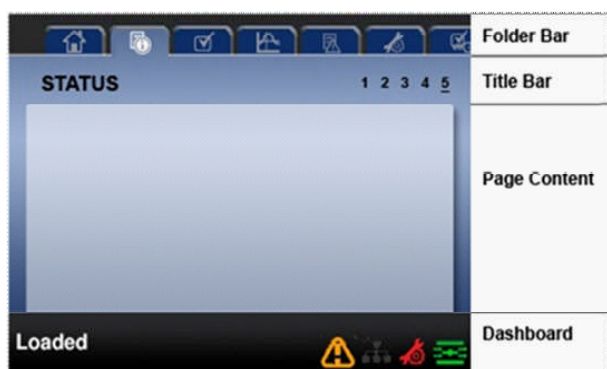 Folder Bar
STATUS 1 2 3 4 5 Title Bar
Page Content
Loaded Dashboard